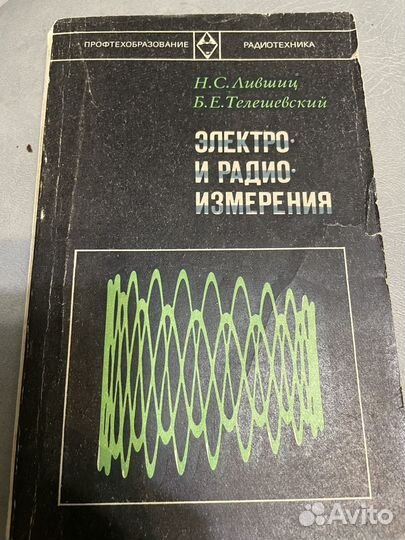 ПРОФТЕХОБРАЗОВАНИЕ РАДИОТЕХНИКА
Н.С.Лившиц
Б.Е.Телешевский
ЭЛЕКТРО·
И РАДИО·
ИЗМЕРЕНИЯ
Avito